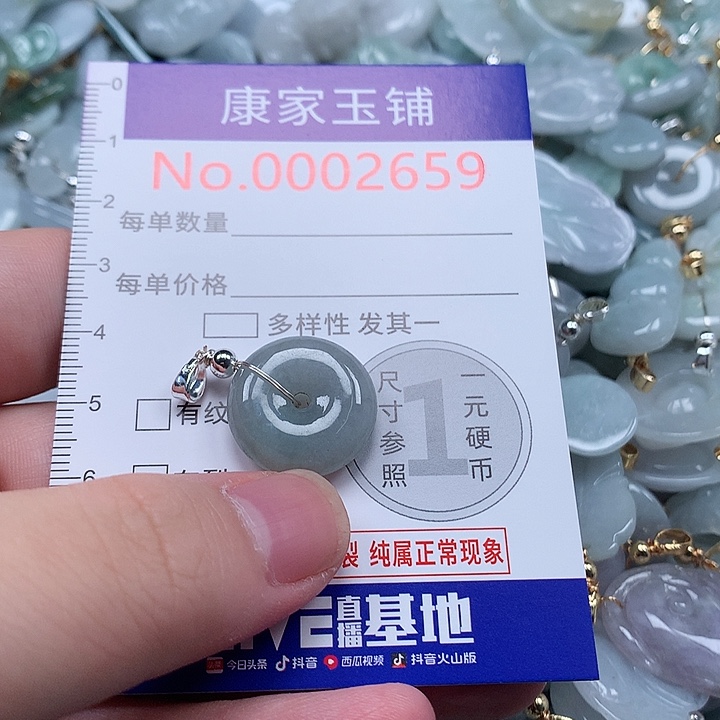 0
康家玉铺
1
No.0002659
2
每单数量
3
每单价格
4
多样性 发其一
尺寸参照
1
一元硬币
5
有纹
6
裂 纯属正常现象
直播
基地
今日头条 抖音 西瓜视频 抖音火山版